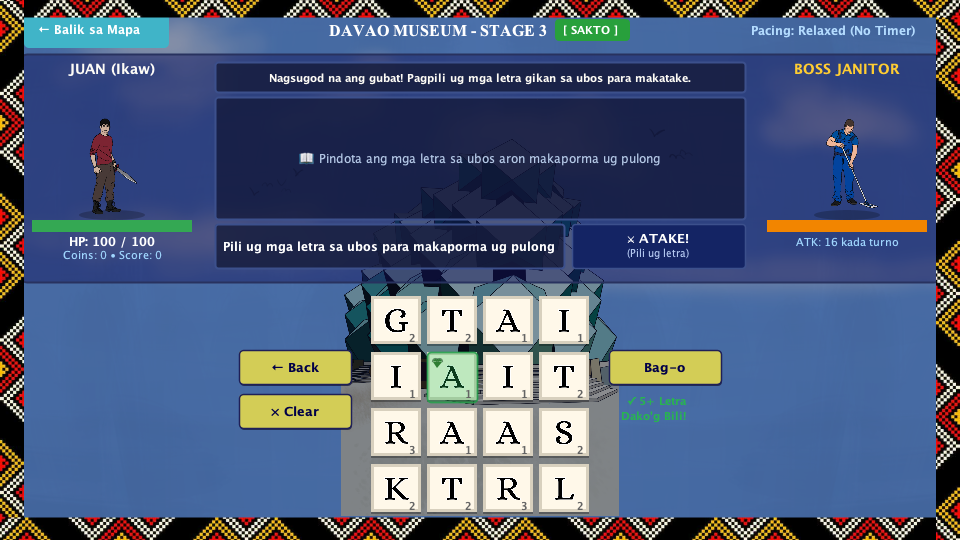 ← Balik sa Mapa
DAVAO MUSEUM - STAGE 3
[ SAKTO ]
Pacing: Relaxed (No Timer)
JUAN (Ikaw)
BOSS JANITOR
Nagsugod na ang gubat! Pagpili ug mga letra gikan sa ubos para makatake.
📖 Pindota ang mga letra sa ubos aron makaporma ug pulong
HP: 100 / 100
Coins: 0 • Score: 0
ATK: 16 kada turno
Pili ug mga letra sa ubos para makaporma ug pulong
⚔ ATAKE!
(Pili ug letra)
G2 T2 A1 I1
I1 A1 I1 T2
R3 A1 A1 S2
K2 T2 R3 L2
← Back
× Clear
Bag-o
✓ 5+ Letra
Dako'g Bili!